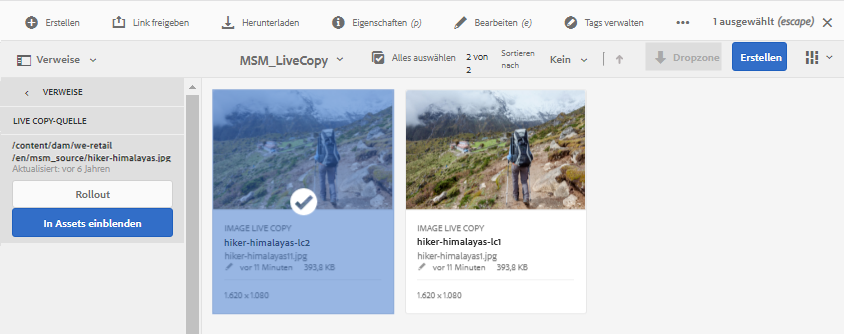 Erstellen Link freigeben Herunterladen Eigenschaften (p) Bearbeiten (e) Tags verwalten ••• 1 ausgewählt (escape)
Verweise MSM_LiveCopy Alles auswählen 2 von 2 Sortieren nach Kein Dropzone Erstellen
VERWEISE
LIVE COPY-QUELLE
/content/dam/we-retail
/en/msm_source/hiker-himalayas.jpg
Aktualisiert: vor 6 Jahren
Rollout
In Assets einblenden
IMAGE LIVE COPY
hiker-himalayas-lc2
hiker-himalayas11.jpg
vor 11 Minuten 393,8 KB
1.620 x 1.080
IMAGE LIVE COPY
hiker-himalayas-lc1
hiker-himalayas1.jpg
vor 11 Minuten 393,8 KB
1.620 x 1.080